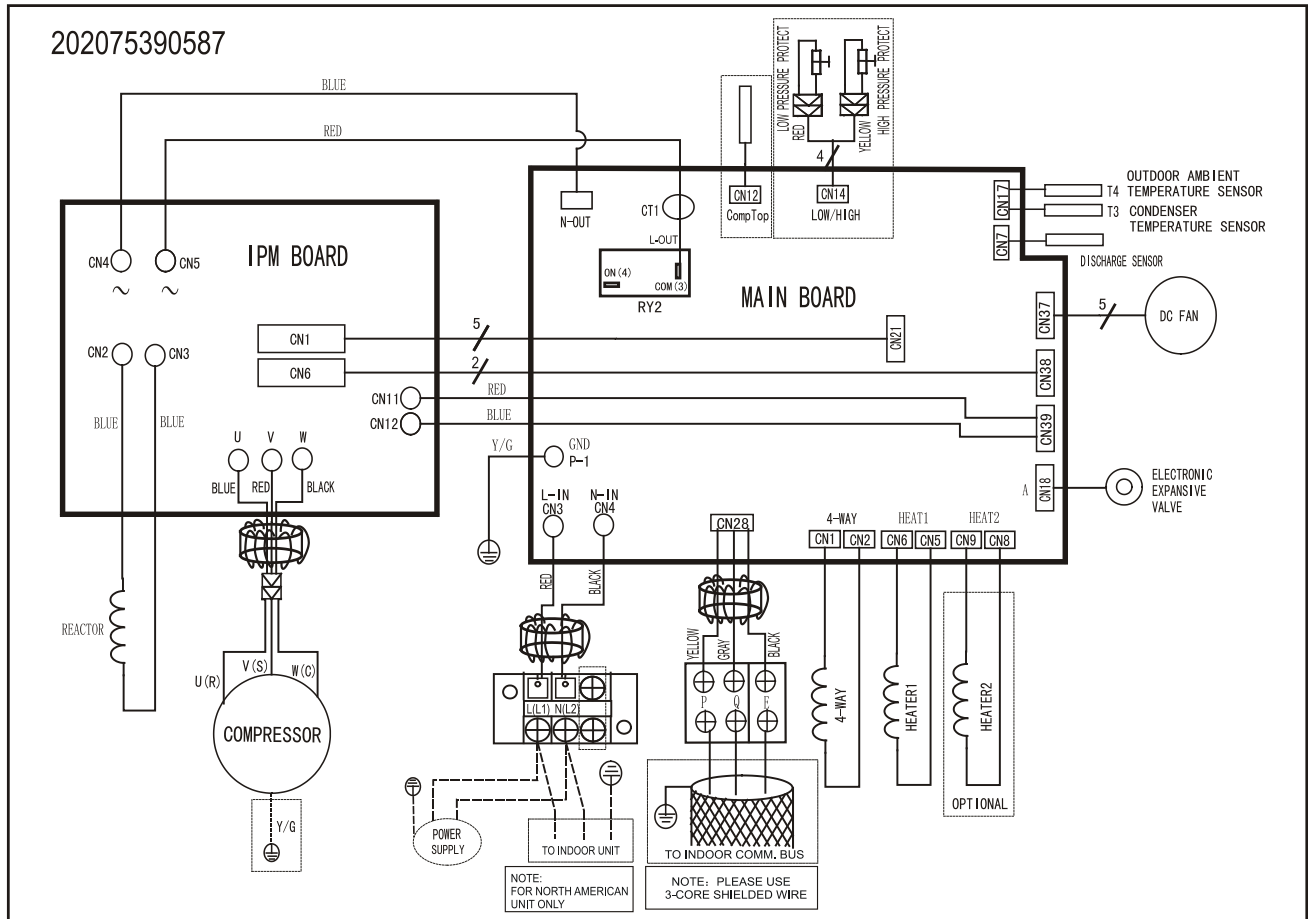 202075390587
BLUE
RED
LOW PRESSURE PROTECT
RED
YELLOW
HIGH PRESSURE PROTECT
4
CN12
CompTop
CN14
LOW/HIGH
CN17
T4
OUTDOOR AMBIENT
TEMPERATURE SENSOR
T3
CONDENSER
TEMPERATURE SENSOR
CN7
DISCHARGE SENSOR
N-OUT
CT1
L-OUT
ON(4)
COM(3)
RY2
MAIN BOARD
IPM BOARD
CN4
CN5
~
~
CN2
CN3
CN1
5
CN21
CN6
2
CN38
CN37
5
DC FAN
CN11
RED
CN12
BLUE
CN39
BLUE
BLUE
U
V
W
BLUE
RED
BLACK
Y/G
GND
P-1
L-IN
CN3
N-IN
CN4
RED
BLACK
CN28
4-WAY
CN1
CN2
HEAT1
CN6
CN5
HEAT2
CN9
CN8
A
CN18
ELECTRONIC
EXPANSIVE
VALVE
REACTOR
U(R)
V(S)
W(C)
COMPRESSOR
Y/G
L(L1)
N(L2)
POWER
SUPPLY
TO INDOOR UNIT
NOTE:
FOR NORTH AMERICAN
UNIT ONLY
YELLOW
GRAY
BLACK
P
Q
E
TO INDOOR COMM. BUS
NOTE: PLEASE USE
3-CORE SHIELDED WIRE
4-WAY
HEATER1
HEATER2
OPTIONAL